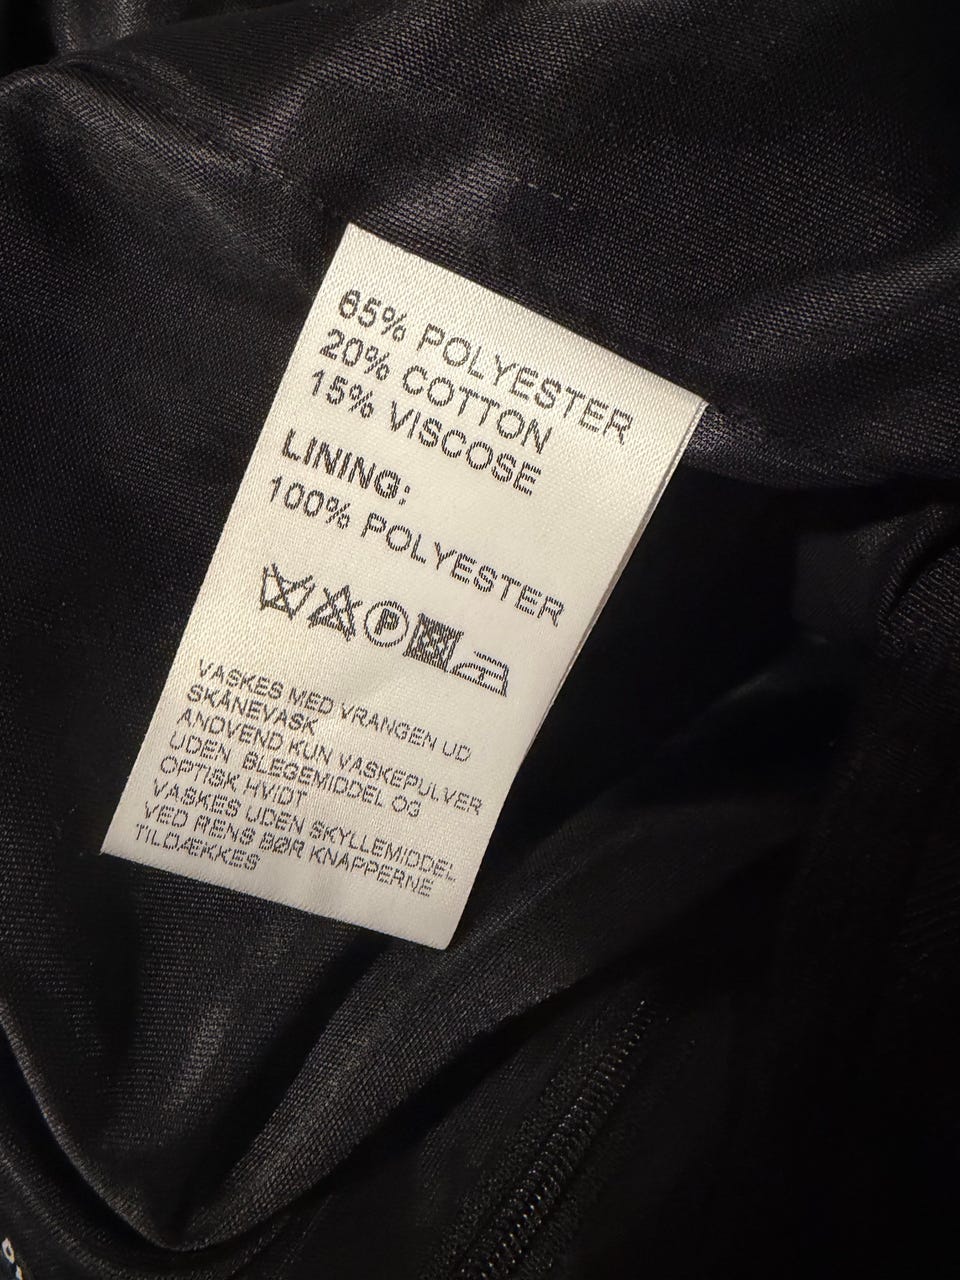 65% POLYESTER
20% COTTON
15% VISCOSE
LINING:
100% POLYESTER
P
VASKES MED VRANGEN UD
SKÅNEVASK
ANDVEND KUN VASKEPULVER
UDEN BLEGEMIDDEL OG
OPTISK HVIDT
VASKES UDEN SKYLLEMIDDEL
VED RENS BØR KNAPPERNE
TILDÆKKES